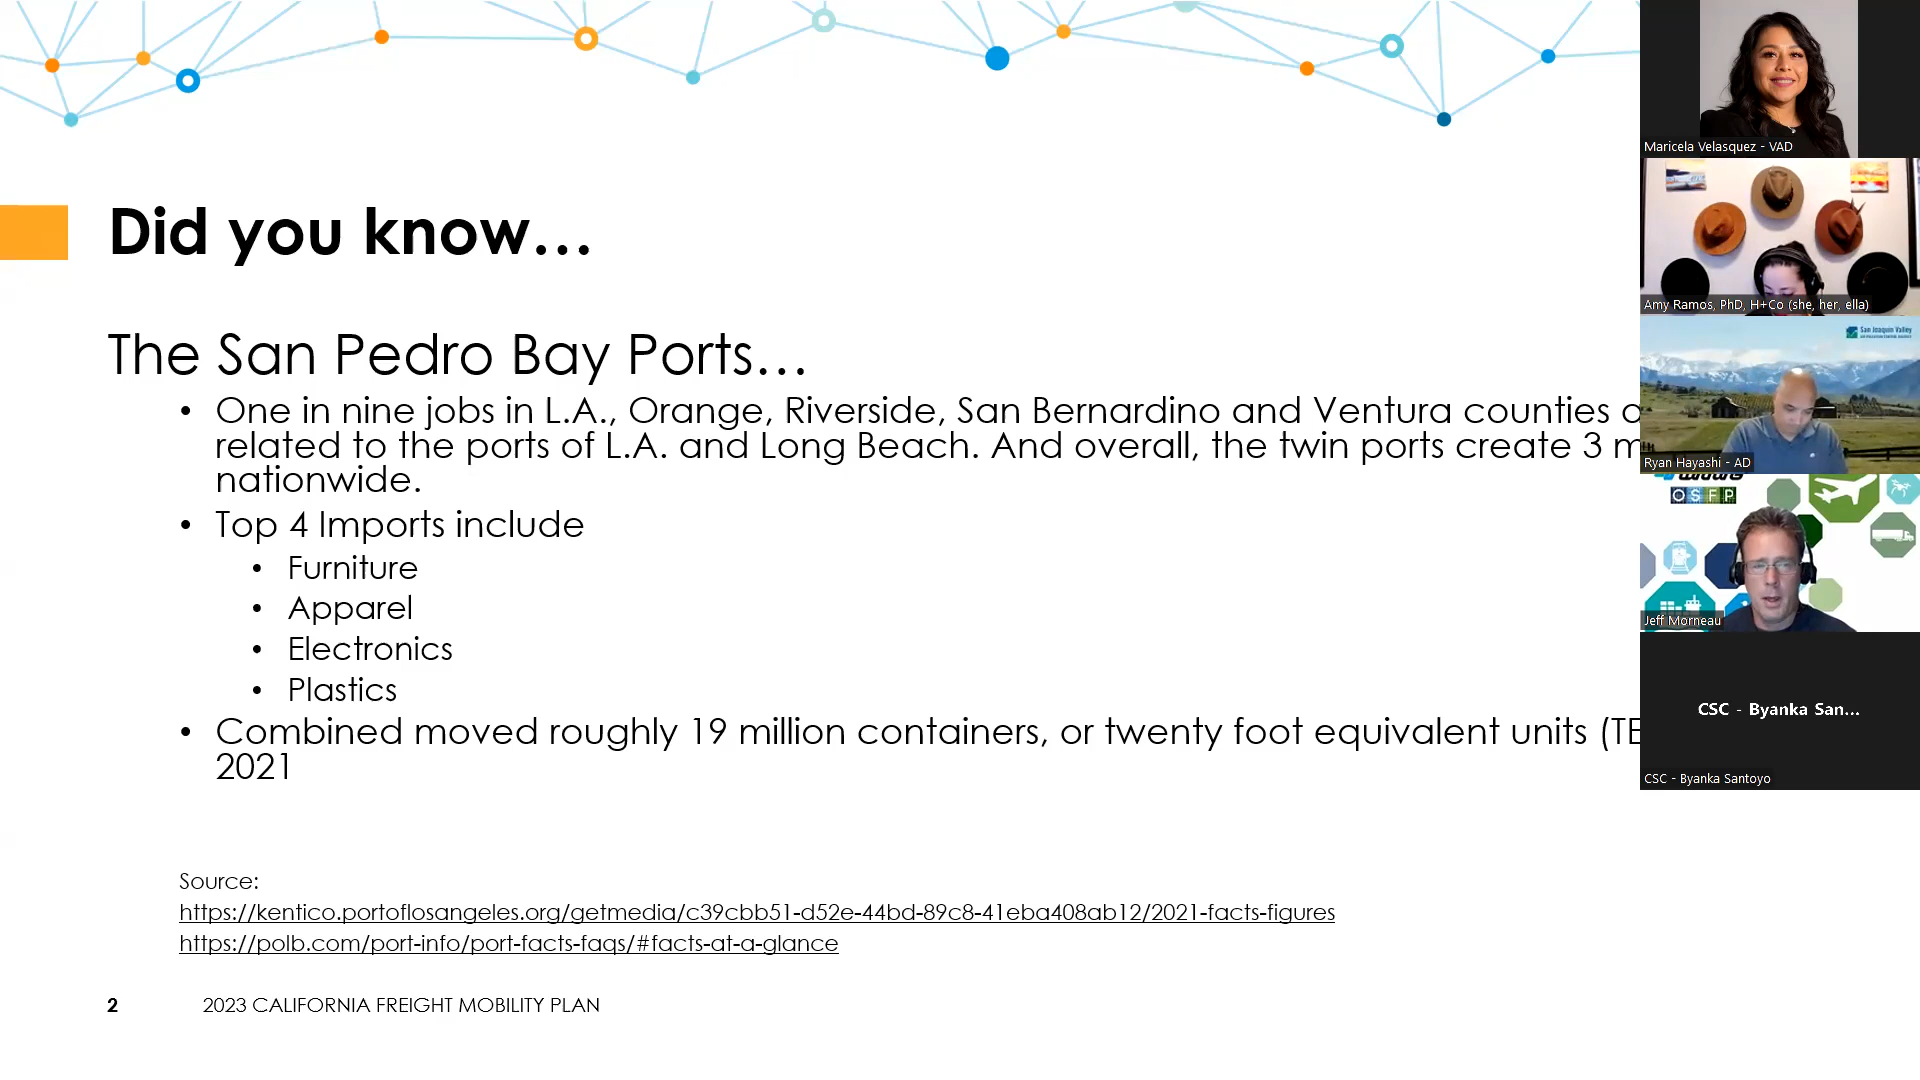 Did you know...
The San Pedro Bay Ports...
• One in nine jobs in L.A., Orange, Riverside, San Bernardino and Ventura counties
related to the ports of L.A. and Long Beach. And overall, the twin ports create 3
nationwide.
• Top 4 Imports include
• Furniture
• Apparel
• Electronics
• Plastics
• Combined moved roughly 19 million containers, or twenty foot equivalent units (TE
2021
Source:
https://kentico.portoflosangeles.org/getmedia/c39cbb51-d52e-44bd-89c8-41eba408ab12/2021-facts-figures
https://polb.com/port-info/port-facts-faqs/#facts-at-a-glance
2 2023 CALIFORNIA FREIGHT MOBILITY PLAN
Maricela Velasquez - VAD
Amy Ramos, PhD, H+Co (she, her, ella)
San Joaquin Valley
Ryan Hayashi - AD
OSFP
Jeff Morneau
CSC - Byanka San...
CSC - Byanka Santoyo